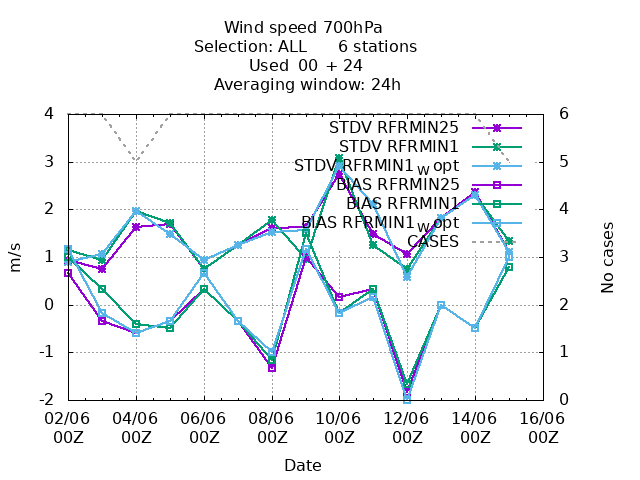 Wind speed 700hPa
Selection: ALL 6 stations
Used 00 + 24
Averaging window: 24h
STDV RFRMIN25
STDV RFRMIN1
STDV RFRMIN1w opt
BIAS RFRMIN25
BIAS RFRMIN1
BIAS RFRMIN1w opt
CASES
4
3
2
1
0
-1
-2
m/s
6
5
4
3
2
1
0
No cases
02/06 04/06 06/06 08/06 10/06 12/06 14/06 16/06
00Z 00Z 00Z 00Z 00Z 00Z 00Z 00Z
Date